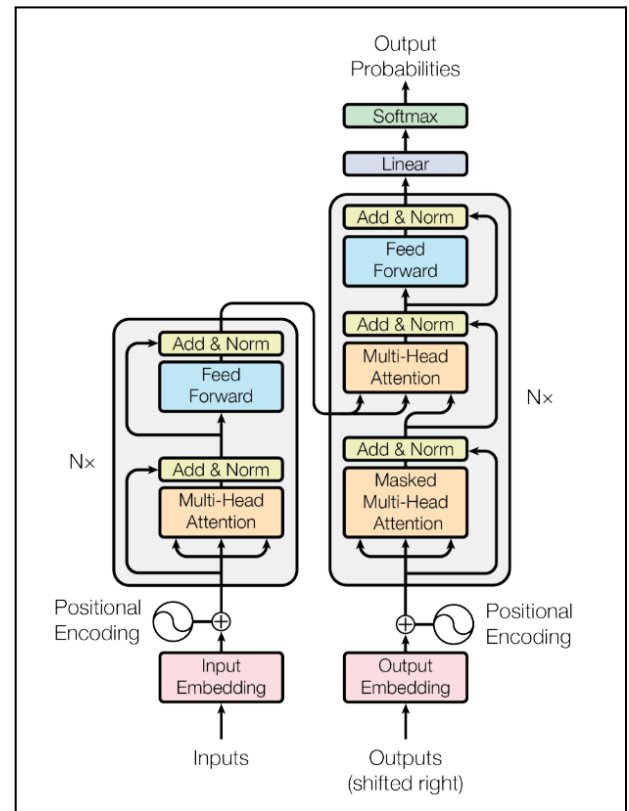 Output
Probabilities
Softmax
Linear
Add & Norm
Feed
Forward
Add & Norm
Multi-Head
Attention
Add & Norm
Masked
Multi-Head
Attention
Nx
Add & Norm
Feed
Forward
Add & Norm
Multi-Head
Attention
Nx
Positional
Encoding
Positional
Encoding
Input
Embedding
Output
Embedding
Inputs
Outputs
(shifted right)